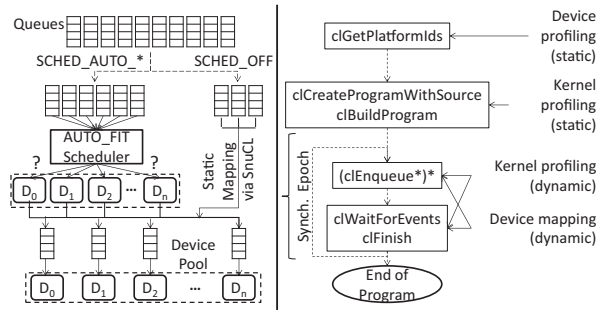 Queues
SCHED_AUTO_*
SCHED_OFF
AUTO_FIT
Scheduler
?
?
Static
Mapping
via SnuCL
D0
D1
D2
...
Dn
Device
Pool
D0
D1
D2
...
Dn
clGetPlatformIds
Device
profiling
(static)
clCreateProgramWithSource
clBuildProgram
Kernel
profiling
(static)
Synch. Epoch
(clEnqueue*)*
Kernel profiling
(dynamic)
clWaitForEvents
clFinish
Device mapping
(dynamic)
End of
Program